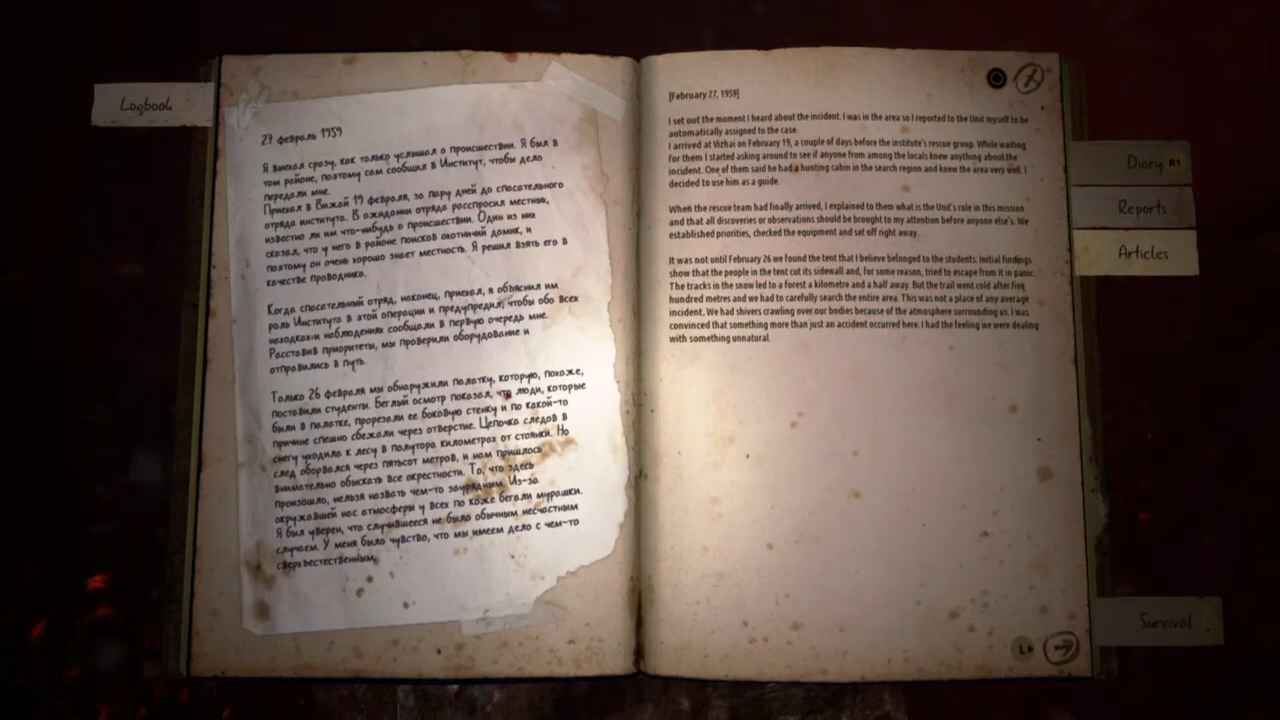 Logbook
27 февраль 1959
Я выехал сразу, как только услышал о происшествии. Я был в
том районе, поэтому сам сообщил в Институт, чтобы дело
передали мне.
Приехал в Вижай 19 февраля, за пару дней до спасательного
отряда института. В ожидании отряда расспросил местных,
известно ли им что-нибудь о происшествии. Один из них
сказал, что у него в районе поисков охотничий домик, и
поэтому он очень хорошо знает местность. Я решил взять его в
качестве проводника.
Когда спасательный отряд, наконец, приехал, я объяснил им
роль Института в этой операции и предупредил, чтобы обо всех
находках и наблюдениях сообщали в первую очередь мне.
Расставив приоритеты, мы проверили оборудование и
отправились в путь.
Только 26 февраля мы обнаружили палатку, которую, похоже,
поставили студенты. Беглый осмотр показал, что люди, которые
были в палатке, прорезали ее боковую стенку и по какой-то
причине спешно сбежали через отверстие. Цепочка следов в
снегу уходила к лесу в полутора километрах от стоянки. Но
след оборвался через пятьсот метров, и нам пришлось
внимательно обыскать все окрестности. То, что здесь
произошло, нельзя назвать чем-то заурядным. Из-за
окружавшей нас атмосферы у всех по коже бегали мурашки.
Я был уверен, что случившееся не было обычным несчастным
случаем. У меня было чувство, что мы имеем дело с чем-то
сверхъестественным.
[February 27, 1959]
I set out the moment I heard about the incident. I was in the area so I reported to the Unit myself to be
automatically assigned to the case.
I arrived at Vizhai on February 19, a couple of days before the institute's rescue group. While waiting
for them I started asking around to see if anyone from among the locals knew anything about the
incident. One of them said he had a hunting cabin in the search region and knew the area very well. I
decided to use him as a guide.
When the rescue team had finally arrived, I explained to them what is the Unit's role in this mission
and that all discoveries or observations should be brought to my attention before anyone else's. We
established priorities, checked the equipment and set off right away.
It was not until February 26 we found the tent that I believe belonged to the students. Initial findings
show that the people in the tent cut its sidewall and, for some reason, tried to escape from it in panic.
The tracks in the snow led to a forest a kilometre and a half away. But the trail went cold after five
hundred metres and we had to carefully search the entire area. This was not a place of any average
incident. We had shivers crawling over our bodies because of the atmosphere surrounding us. I was
convinced that something more than just an accident occurred here. I had the feeling we were dealing
with something unnatural.
Diary R1
Reports
Articles
Survival
L